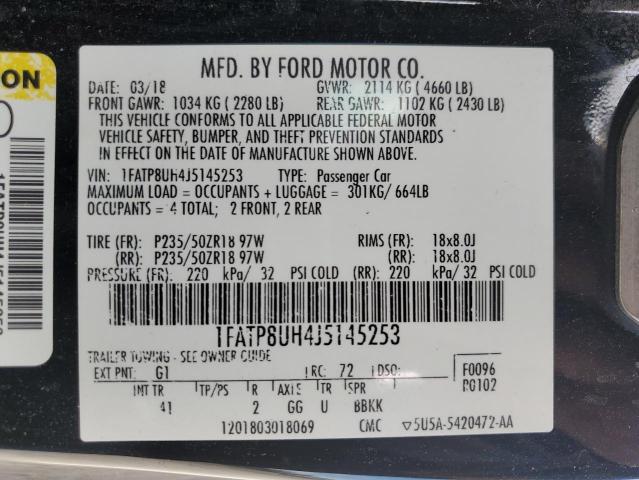 ON
MFD. BY FORD MOTOR CO.
DATE: 03/18 GVWR: 2114 KG (4660 LB)
FRONT GAWR: 1034 KG (2280 LB) REAR GAWR: 1102 KG (2430 LB)
THIS VEHICLE CONFORMS TO ALL APPLICABLE FEDERAL MOTOR
VEHICLE SAFETY, BUMPER, AND THEFT PREVENTION STANDARDS
IN EFFECT ON THE DATE OF MANUFACTURE SHOWN ABOVE.
VIN: 1FATP8UH4J5145253 TYPE: Passenger Car
MAXIMUM LOAD = OCCUPANTS + LUGGAGE = 301KG/ 664LB
OCCUPANTS = 4 TOTAL; 2 FRONT, 2 REAR
TIRE (FR): P235/50ZR18 97W RIMS (FR): 18x8.0J
(RR): P235/50ZR18 97W (RR): 18x8.0J
PRESSURE (FR): 220 kPa/ 32 PSI COLD (RR): 220 kPa/ 32 PSI COLD
1FATP8UH4J5145253
TRAILER TOWING - SEE OWNER GUIDE
EXT PNT: G1 RC: 72 DSO: F0096
INT TR TP/PS R AXLE TR SPR PG102
41 2 GG U BBKK
1201803018069 CMC ▽5U5A-5420472-AA
1FATP8UH4J5145253